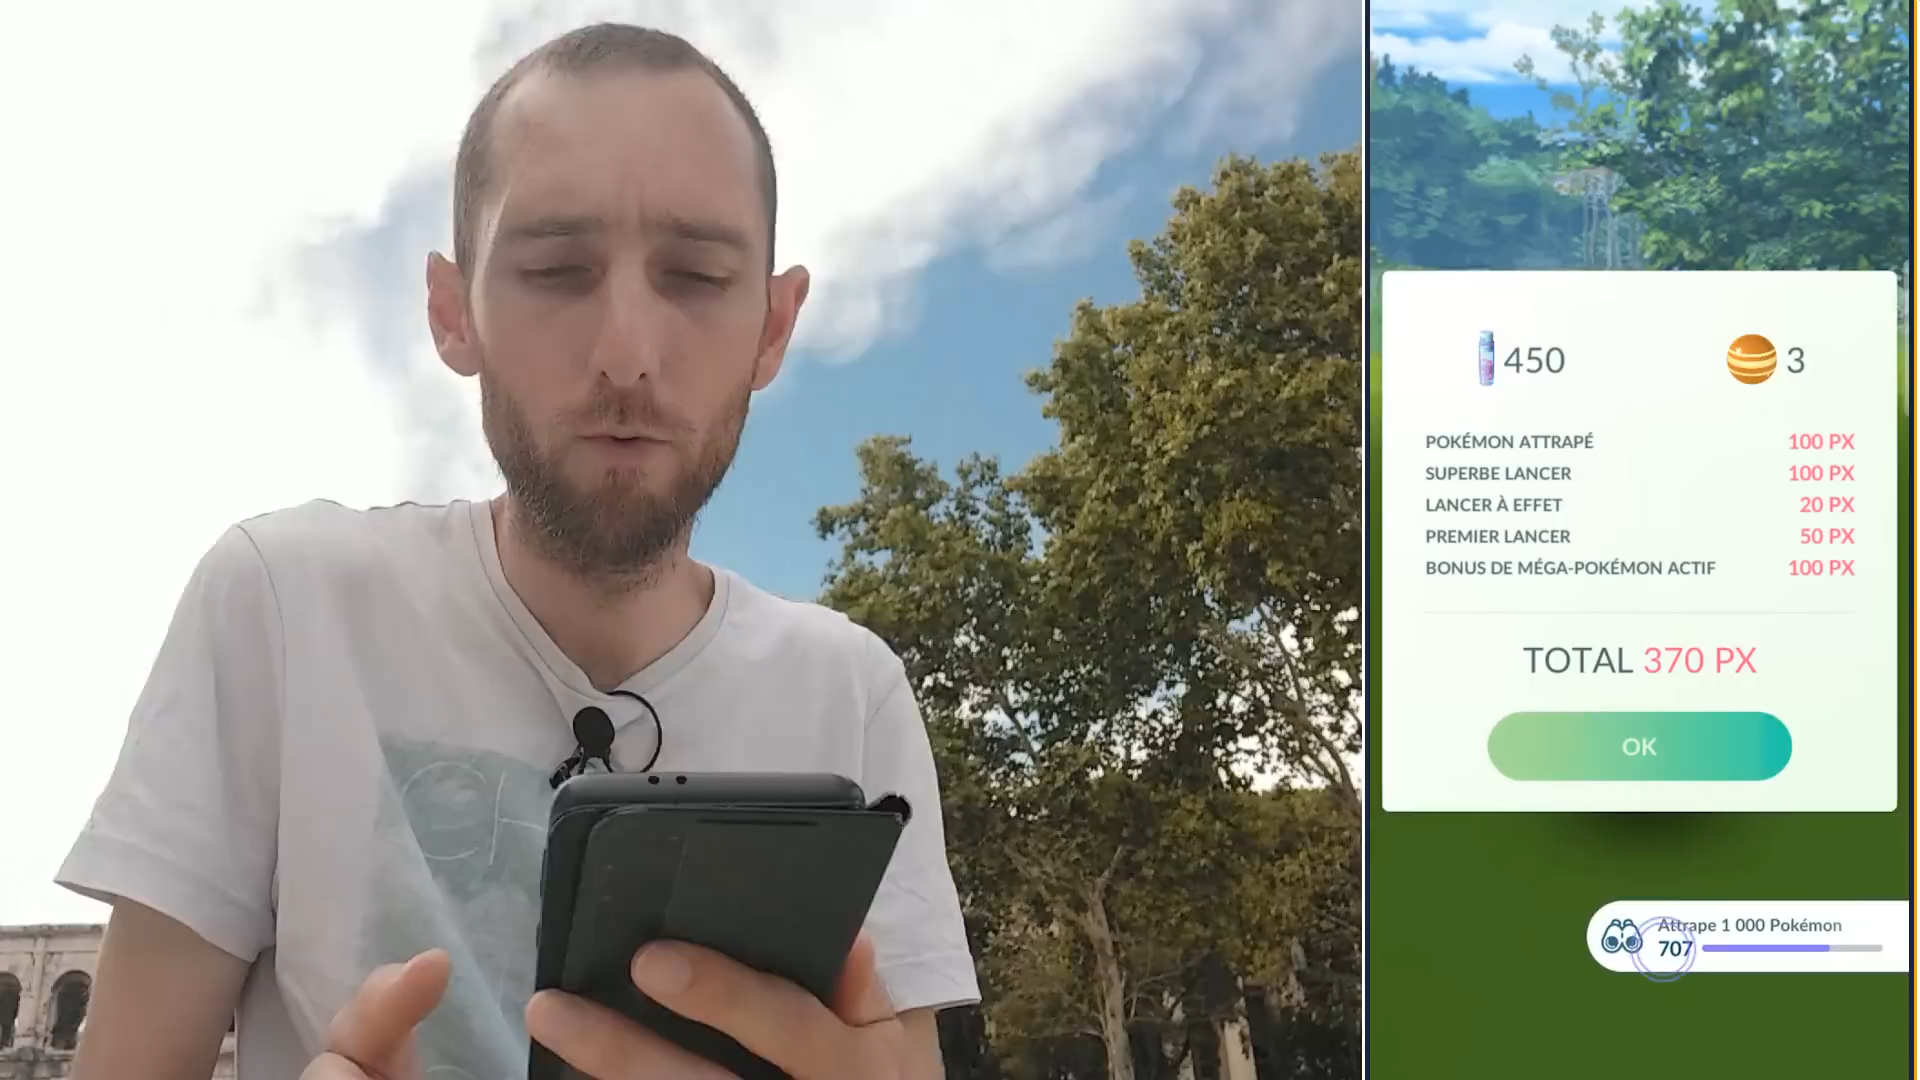 CH
450
3
POKÉMON ATTRAPÉ 100 PX
SUPERBE LANCER 100 PX
LANCER À EFFET 20 PX
PREMIER LANCER 50 PX
BONUS DE MÉGA-POKÉMON ACTIF 100 PX
TOTAL 370 PX
OK
Attrape 1 000 Pokémon
707